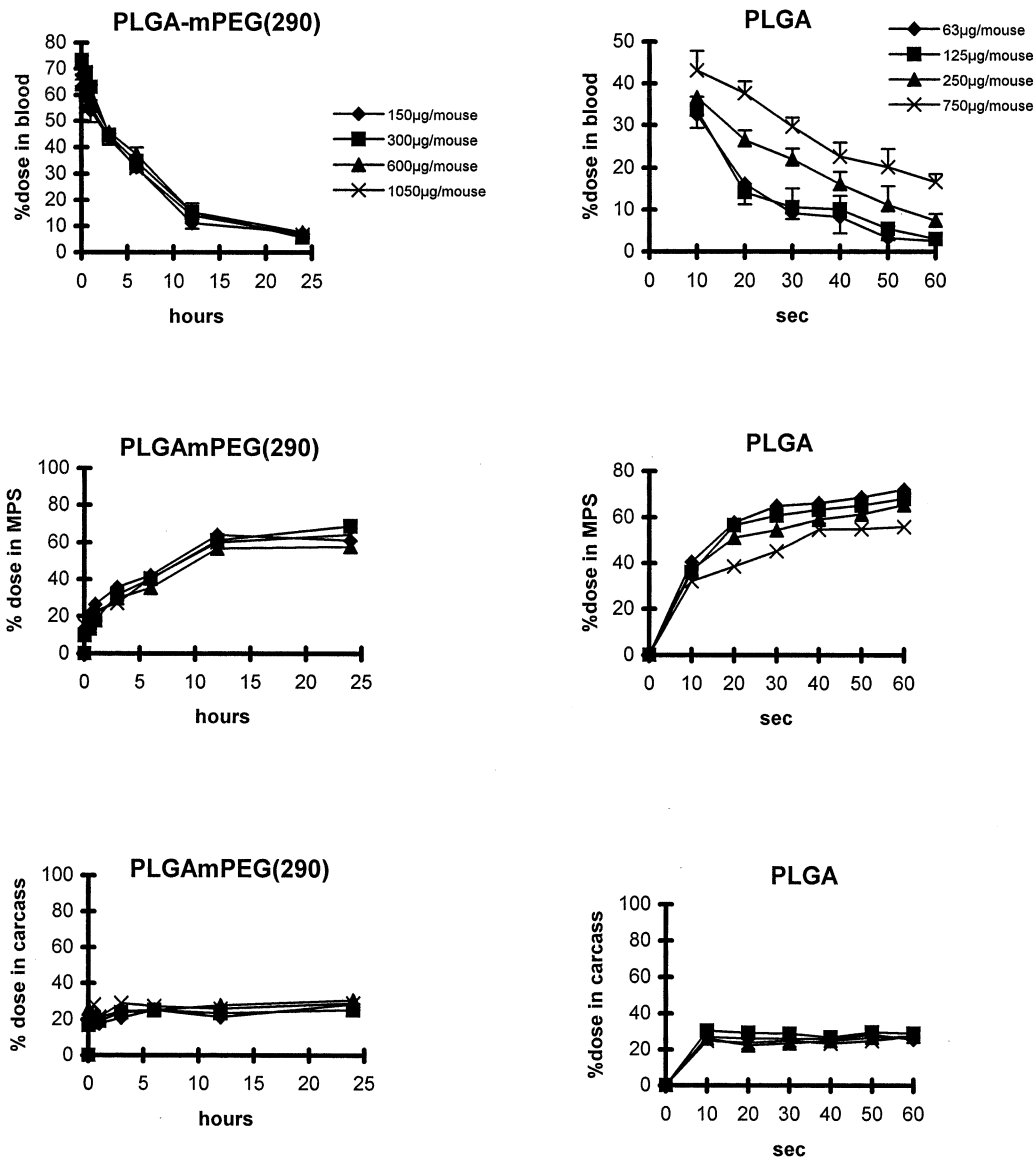 PLGA-mPEG(290)
%dose in blood
80
70
60
50
40
30
20
10
0
0 5 10 15 20 25
hours
150µg/mouse
300µg/mouse
600µg/mouse
1050µg/mouse
PLGA
%dose in blood
50
40
30
20
10
0
0 10 20 30 40 50 60
sec
63µg/mouse
125µg/mouse
250µg/mouse
750µg/mouse
PLGAmPEG(290)
% dose in MPS
100
80
60
40
20
0
0 5 10 15 20 25
hours
PLGA
%dose in MPS
80
60
40
20
0
0 10 20 30 40 50 60
sec
PLGAmPEG(290)
% dose in carcass
100
80
60
40
20
0
0 5 10 15 20 25
hours
PLGA
%dose in carcass
100
80
60
40
20
0
0 10 20 30 40 50 60
sec